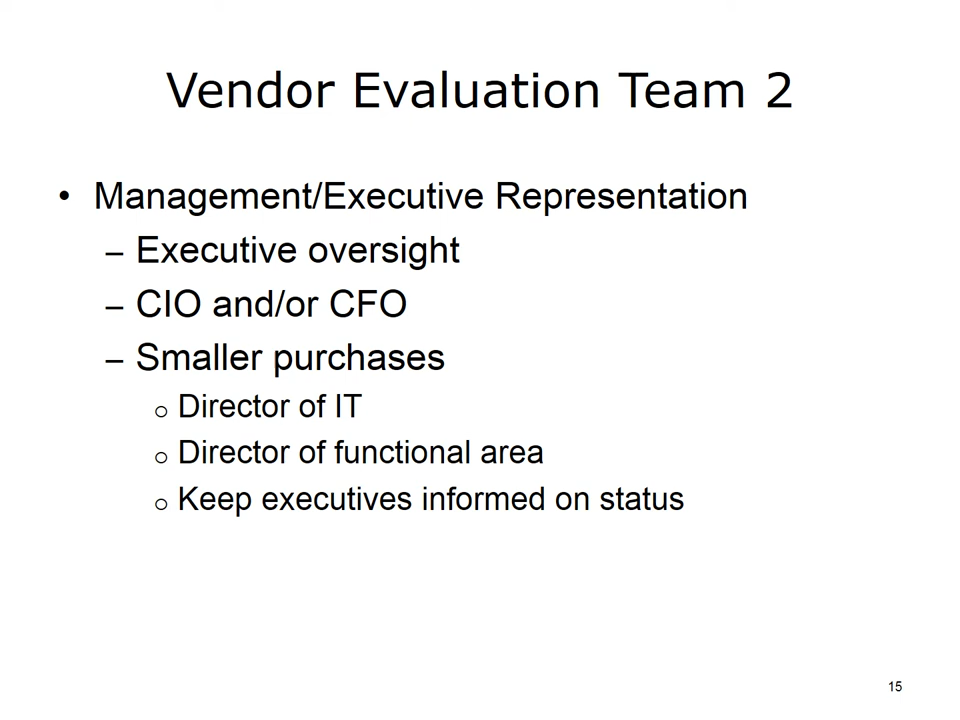 Vendor Evaluation Team 2
• Management/Executive Representation
– Executive oversight
– CIO and/or CFO
– Smaller purchases
o Director of IT
o Director of functional area
o Keep executives informed on status
15